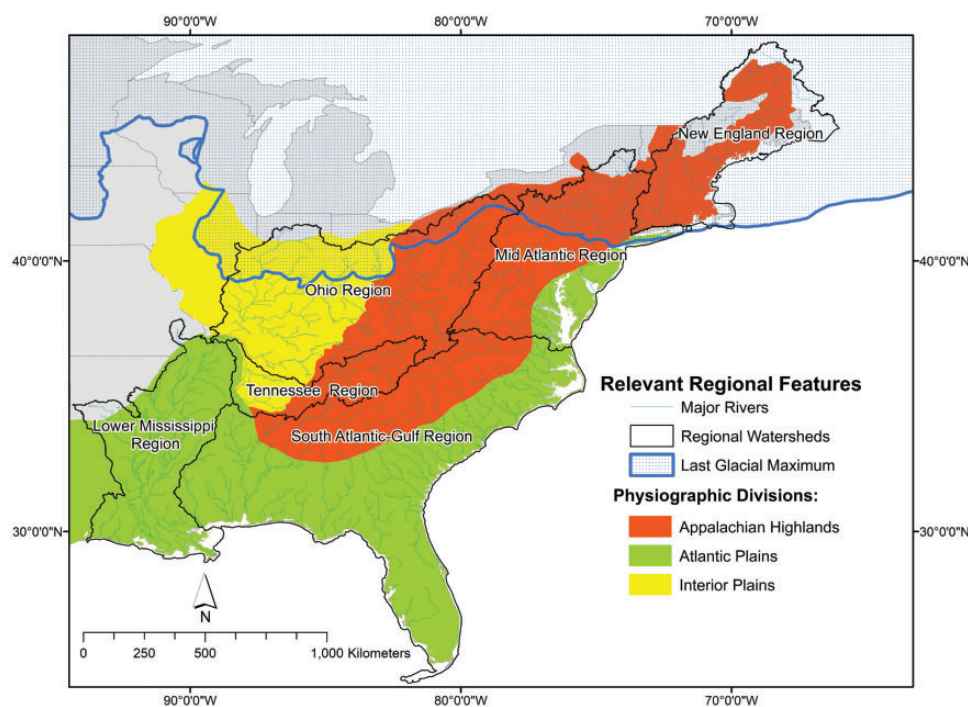 90°0'0"W
80°0'0"W
70°0'0"W
New England Region
40°0'0"N
Mid Atlantic Region
40°0'0"N
Ohio Region
Tennessee Region
Lower Mississippi
Region
South Atlantic-Gulf Region
Relevant Regional Features
Major Rivers
Regional Watersheds
Last Glacial Maximum
Physiographic Divisions:
Appalachian Highlands
Atlantic Plains
Interior Plains
30°0'0"N
30°0'0"N
N
0 250 500 1,000 Kilometers
90°0'0"W
80°0'0"W
70°0'0"W